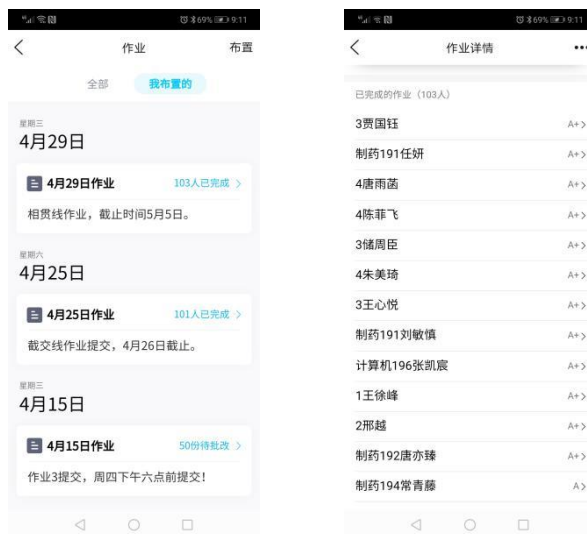 69% 9:11
作业
布置
全部
我布置的
星期三
4月29日
4月29日作业
103人已完成 >
相贯线作业，截止时间5月5日。
星期六
4月25日
4月25日作业
101人已完成 >
截交线作业提交，4月26日截止。
星期三
4月15日
4月15日作业
50份待批改 >
作业3提交，周四下午六点前提交！
69% 9:11
作业详情
已完成的作业（103人）
3贾国钰 A+>
制药191任妍 A+>
4唐雨菡 A+>
4陈菲飞 A+>
3储周臣 A+>
4朱美琦 A+>
3王心悦 A+>
制药191刘敏慎 A+>
计算机196张凯宸 A+>
1王徐峰 A+>
2邢越 A+>
制药192唐亦臻 A+>
制药194常青藤 A>